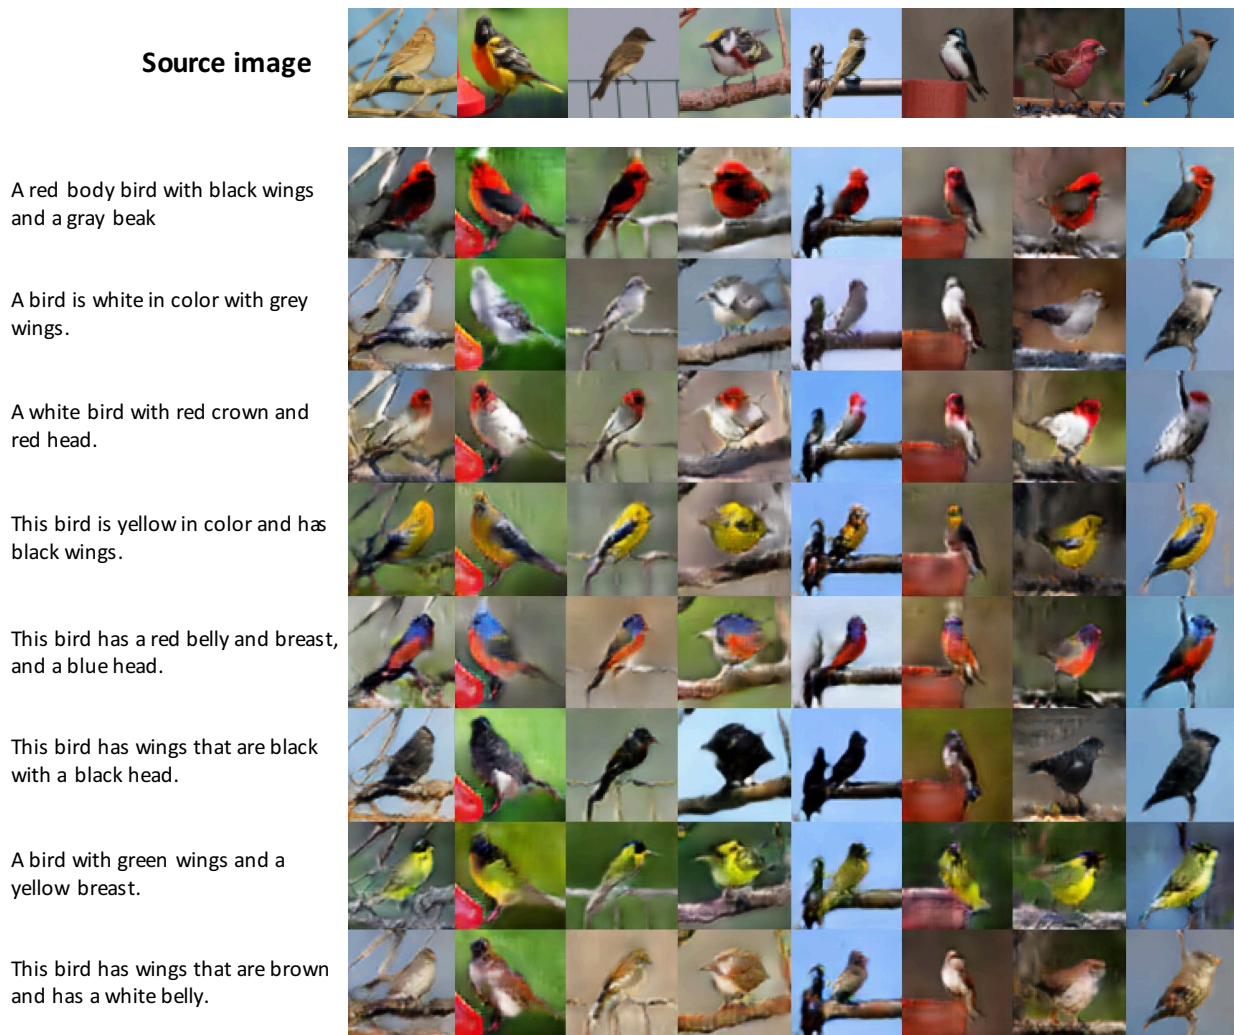 Source image
A red body bird with black wings
and a gray beak
A bird is white in color with grey
wings.
A white bird with red crown and
red head.
This bird is yellow in color and has
black wings.
This bird has a red belly and breast,
and a blue head.
This bird has wings that are black
with a black head.
A bird with green wings and a
yellow breast.
This bird has wings that are brown
and has a white belly.